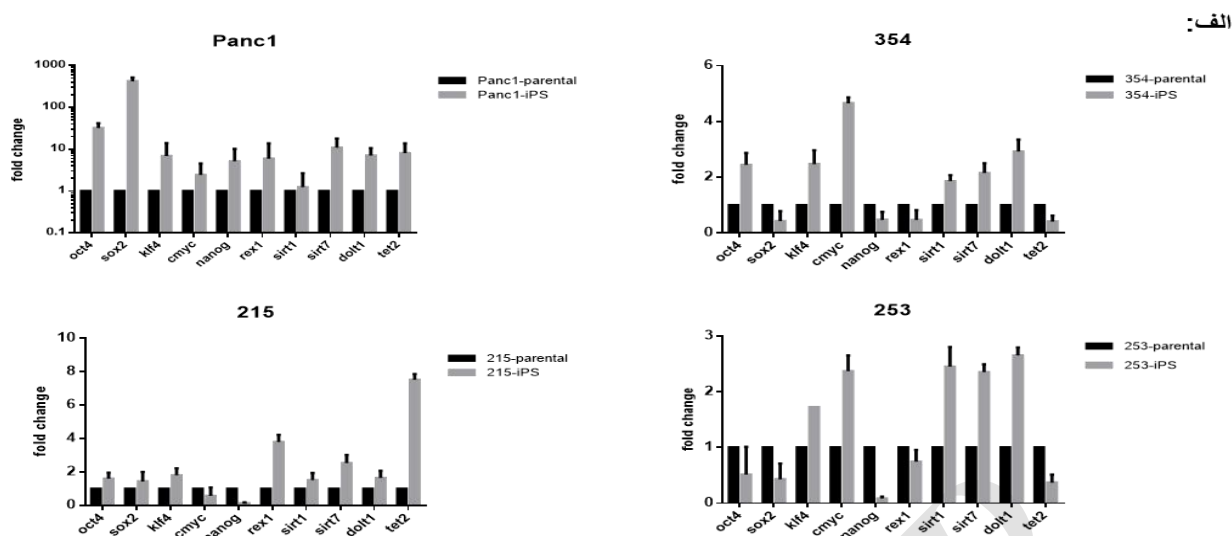 الف:
Panc1
fold change
1000
100
10
1
0.1
oct4 sox2 klf4 cmyc nanog rex1 sirt1 sirt7 dolt1 tet2
Panc1-parental
Panc1-iPS
354
fold change
6
4
2
0
oct4 sox2 klf4 cmyc nanog rex1 sirt1 sirt7 dolt1 tet2
354-parental
354-iPS
215
fold change
10
8
6
4
2
0
oct4 sox2 klf4 cmyc nanog rex1 sirt1 sirt7 dolt1 tet2
215-parental
215-iPS
253
fold change
3
2
1
0
oct4 sox2 klf4 cmyc nanog rex1 sirt1 sirt7 dolt1 tet2
253-parental
253-iPS